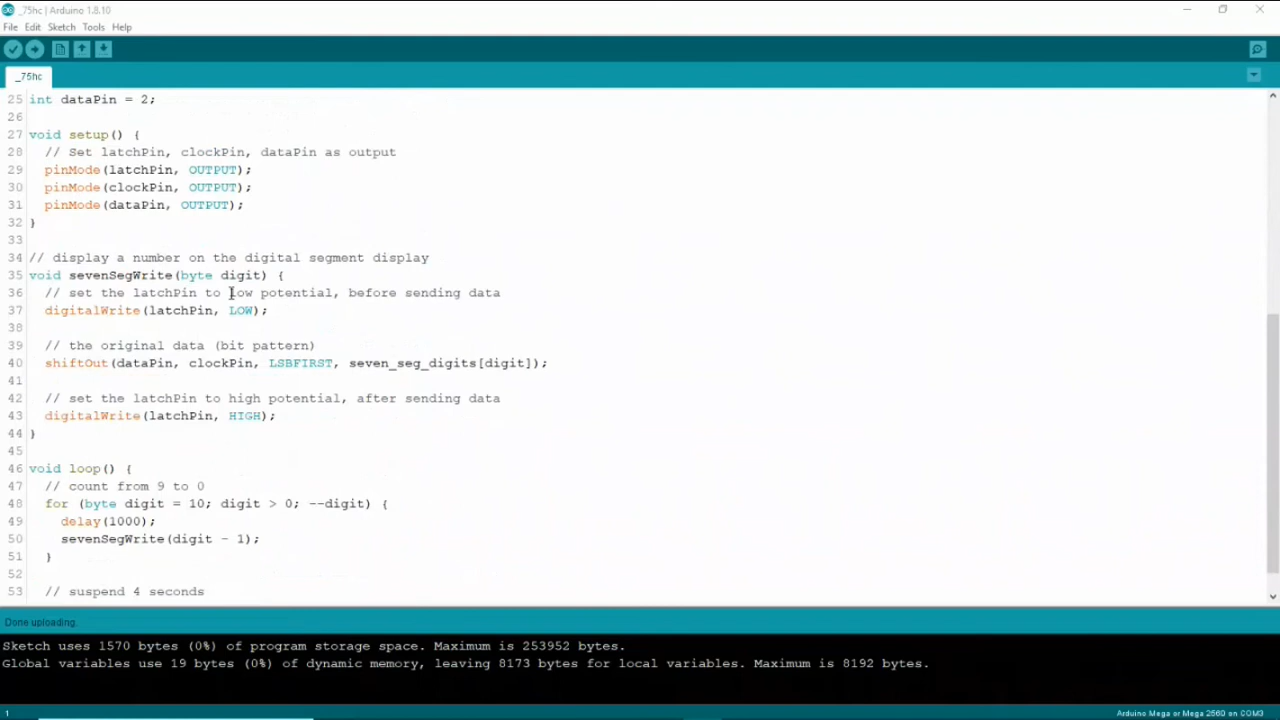 _75hc | Arduino 1.8.10
File Edit Sketch Tools Help
_75hc
25 int dataPin = 2;
26
27 void setup() {
28 // Set latchPin, clockPin, dataPin as output
29 pinMode(latchPin, OUTPUT);
30 pinMode(clockPin, OUTPUT);
31 pinMode(dataPin, OUTPUT);
32 }
33
34 // display a number on the digital segment display
35 void sevenSegWrite(byte digit) {
36 // set the latchPin to low potential, before sending data
37 digitalWrite(latchPin, LOW);
38
39 // the original data (bit pattern)
40 shiftOut(dataPin, clockPin, LSBFIRST, seven_seg_digits[digit]);
41
42 // set the latchPin to high potential, after sending data
43 digitalWrite(latchPin, HIGH);
44 }
45
46 void loop() {
47 // count from 9 to 0
48 for (byte digit = 10; digit > 0; --digit) {
49 delay(1000);
50 sevenSegWrite(digit - 1);
51 }
52
53 // suspend 4 seconds
Done uploading.
Sketch uses 1570 bytes (0%) of program storage space. Maximum is 253952 bytes.
Global variables use 19 bytes (0%) of dynamic memory, leaving 8173 bytes for local variables. Maximum is 8192 bytes.
1 Arduino Mega or Mega 2560 on COM3